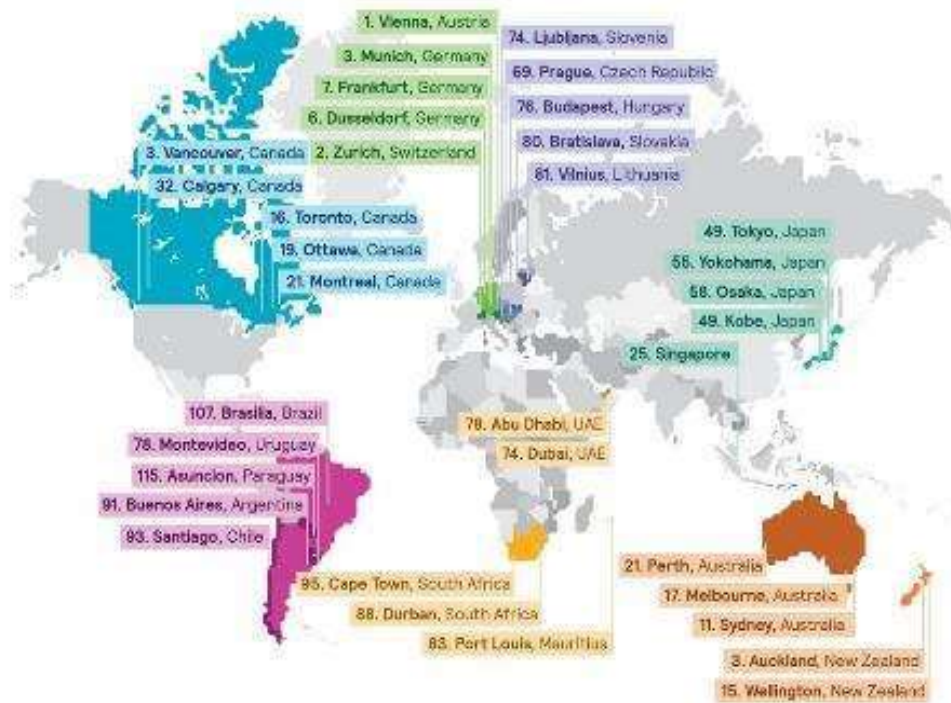 1. Vienna, Austria
3. Munich, Germany
7. Frankfurt, Germany
6. Dusseldorf, Germany
2. Zurich, Switzerland
74. Ljubljana, Slovenia
69. Prague, Czech Republic
76. Budapest, Hungary
80. Bratislava, Slovakia
81. Vilnius, Lithuania
3. Vancouver, Canada
32. Calgary, Canada
16. Toronto, Canada
19. Ottawa, Canada
21. Montreal, Canada
49. Tokyo, Japan
55. Yokohama, Japan
58. Osaka, Japan
49. Kobe, Japan
25. Singapore
107. Brasilia, Brazil
78. Montevideo, Uruguay
115. Asuncion, Paraguay
91. Buenos Aires, Argentina
93. Santiago, Chile
78. Abu Dhabi, UAE
74. Dubai, UAE
95. Cape Town, South Africa
88. Durban, South Africa
83. Port Louis, Mauritius
21. Perth, Australia
17. Melbourne, Australia
11. Sydney, Australia
3. Auckland, New Zealand
15. Wellington, New Zealand